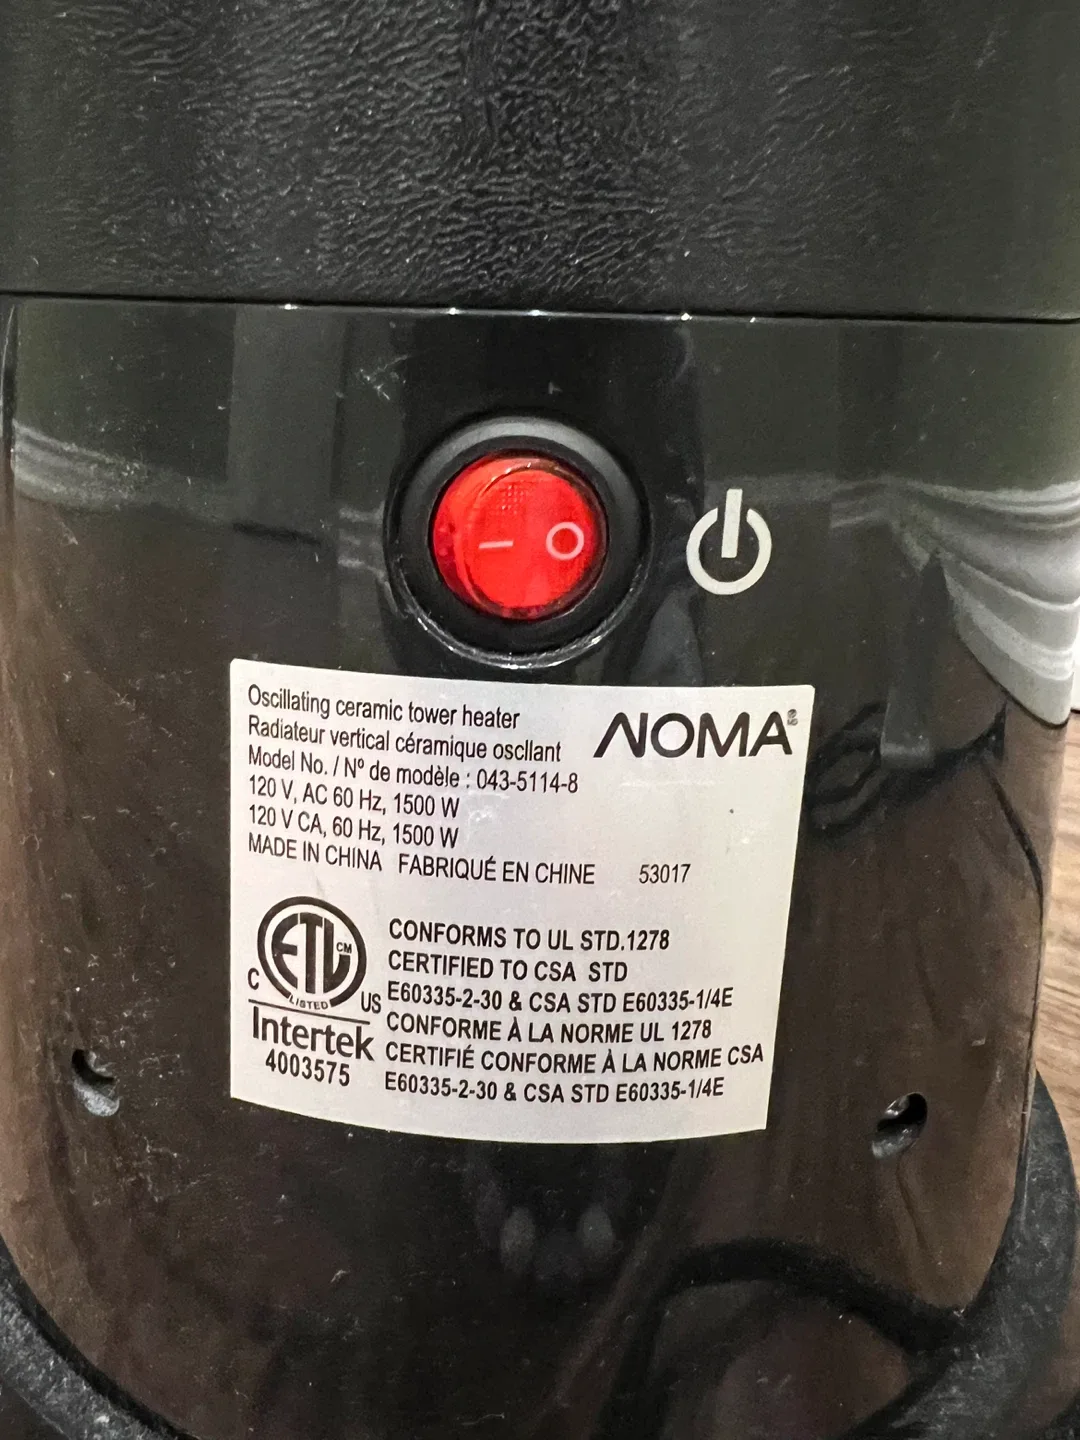 – O
Oscillating ceramic tower heater
NOMA®
Radiateur vertical céramique oscllant
Model No. / Nº de modèle : 043-5114-8
120 V, AC 60 Hz, 1500 W
120 V CA, 60 Hz, 1500 W
MADE IN CHINA FABRIQUÉ EN CHINE 53017
ETL CM
LISTED
C US
Intertek
4003575
CONFORMS TO UL STD.1278
CERTIFIED TO CSA STD
E60335-2-30 & CSA STD E60335-1/4E
CONFORME À LA NORME UL 1278
CERTIFIÉ CONFORME À LA NORME CSA
E60335-2-30 & CSA STD E60335-1/4E